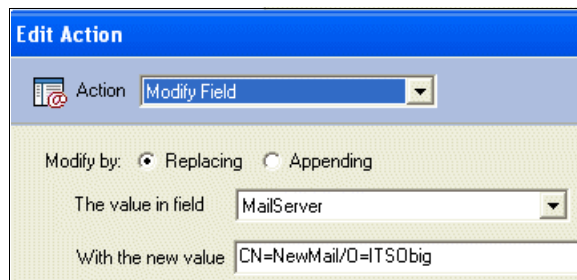 Edit Action
Action Modify Field
Modify by: Replacing Appending
The value in field MailServer
With the new value CN=NewMail/O=ITSObig